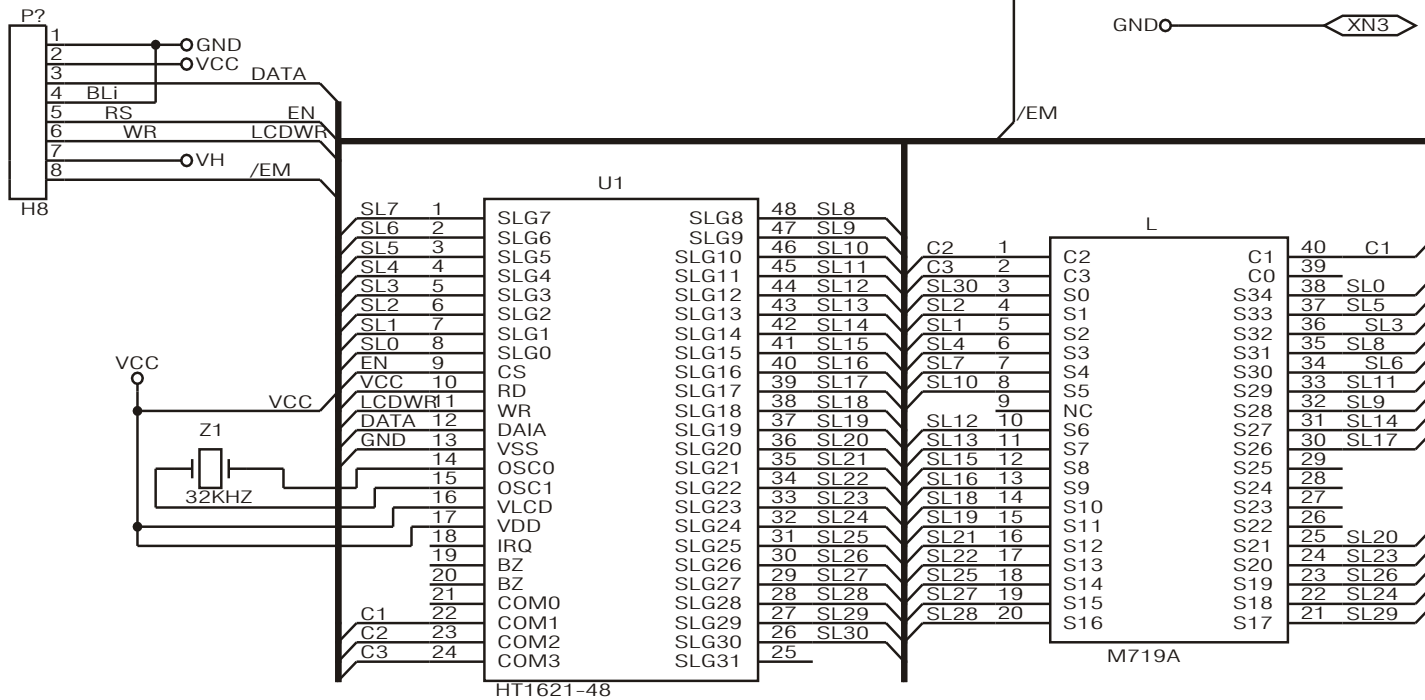 P?
1 GND
2 VCC
3 DATA
4 BLi
5 RS EN
6 WR LCDWR
7 VH
8 /EM
H8
GND XN3
/EM
VCC
VCC
Z1
32KHZ
U1
SL7 1 SLG7 SLG8 48 SL8
SL6 2 SLG6 SLG9 47 SL9
SL5 3 SLG5 SLG10 46 SL10
SL4 4 SLG4 SLG11 45 SL11
SL3 5 SLG3 SLG12 44 SL12
SL2 6 SLG2 SLG13 43 SL13
SL1 7 SLG1 SLG14 42 SL14
SL0 8 SLG0 SLG15 41 SL15
EN 9 CS SLG16 40 SL16
VCC 10 RD SLG17 39 SL17
LCDWR 11 WR SLG18 38 SL18
DATA 12 DAIA SLG19 37 SL19
GND 13 VSS SLG20 36 SL20
14 OSC0 SLG21 35 SL21
15 OSC1 SLG22 34 SL22
16 VLCD SLG23 33 SL23
17 VDD SLG24 32 SL24
18 IRQ SLG25 31 SL25
19 BZ SLG26 30 SL26
20 BZ SLG27 29 SL27
21 COM0 SLG28 28 SL28
C1 22 COM1 SLG29 27 SL29
C2 23 COM2 SLG30 26 SL30
C3 24 COM3 SLG31 25
HT1621-48
L
C2 1 C2 C1 40 C1
C3 2 C3 C0 39
SL30 3 S0 S34 38 SL0
SL2 4 S1 S33 37 SL5
SL1 5 S2 S32 36 SL3
SL4 6 S3 S31 35 SL8
SL7 7 S4 S30 34 SL6
SL10 8 S5 S29 33 SL11
9 NC S28 32 SL9
SL12 10 S6 S27 31 SL14
SL13 11 S7 S26 30 SL17
SL15 12 S8 S25 29
SL16 13 S9 S24 28
SL18 14 S10 S23 27
SL19 15 S11 S22 26
SL21 16 S12 S21 25 SL20
SL22 17 S13 S20 24 SL23
SL25 18 S14 S19 23 SL26
SL27 19 S15 S18 22 SL24
SL28 20 S16 S17 21 SL29
M719A